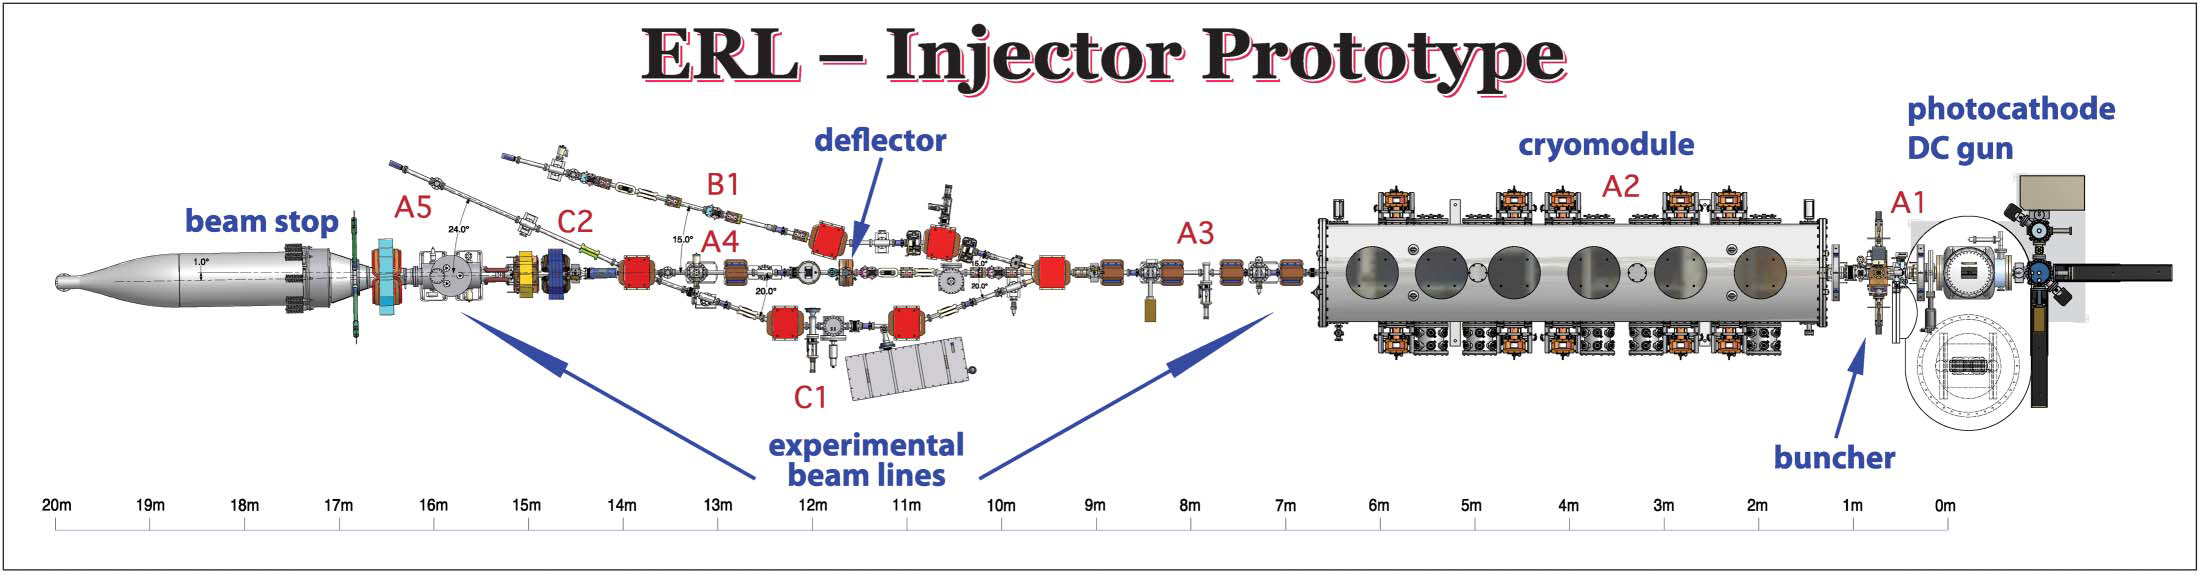 ERL – Injector Prototype
photocathode
DC gun
deflector
cryomodule
B1
A2
A5
beam stop
C2
A1
24.0°
15.0°
A4
A3
1.0°
15.0°
20.0°
20.0°
C1
experimental
beam lines
buncher
20m 19m 18m 17m 16m 15m 14m 13m 12m 11m 10m 9m 8m 7m 6m 5m 4m 3m 2m 1m 0m